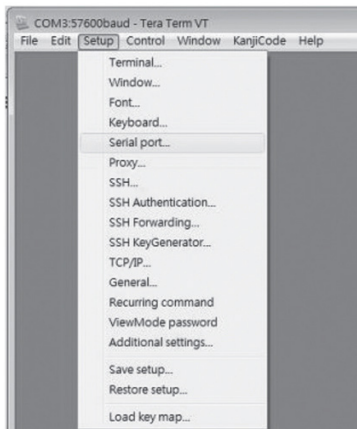 COM3:57600baud - Tera Term VT
File Edit Setup Control Window KanjiCode Help
Terminal...
Window...
Font...
Keyboard...
Serial port...
Proxy...
SSH...
SSH Authentication...
SSH Forwarding...
SSH KeyGenerator...
TCP/IP...
General...
Recurring command
ViewMode password
Additional settings...
Save setup...
Restore setup...
Load key map...